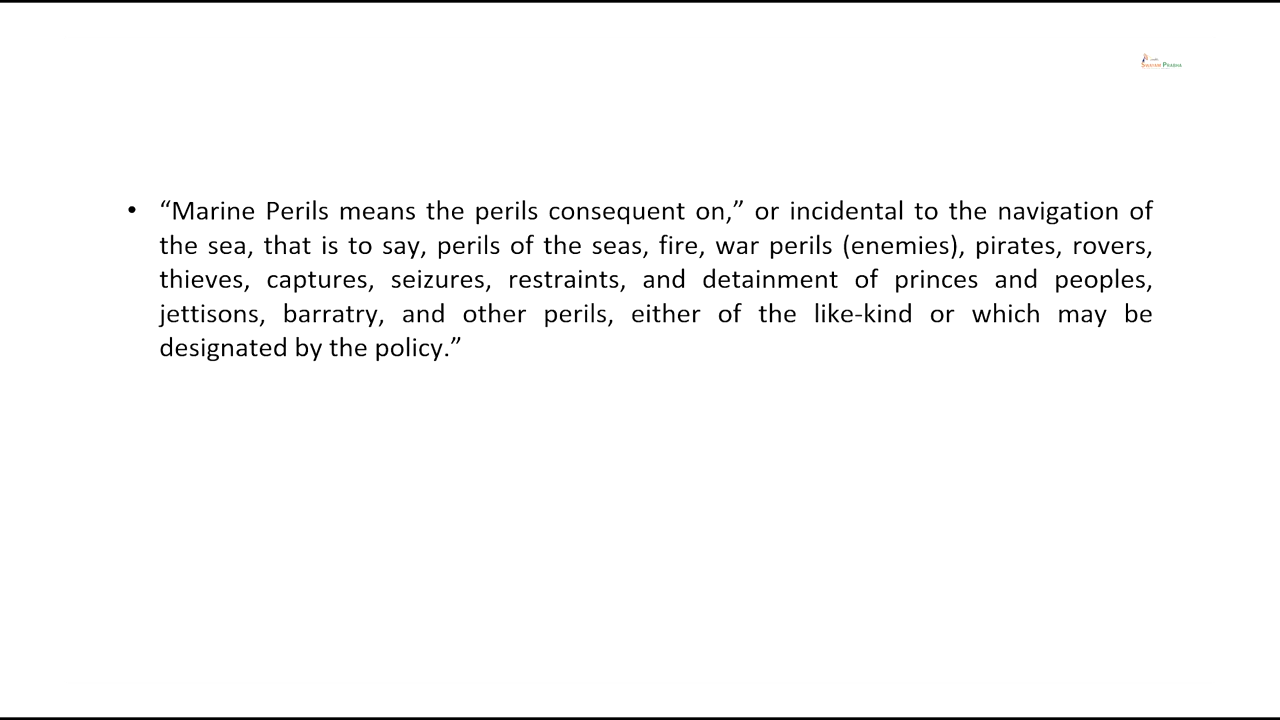 SWAYAM PRABHA
• “Marine Perils means the perils consequent on,” or incidental to the navigation of
the sea, that is to say, perils of the seas, fire, war perils (enemies), pirates, rovers,
thieves, captures, seizures, restraints, and detainment of princes and peoples,
jettisons, barratry, and other perils, either of the like-kind or which may be
designated by the policy.”